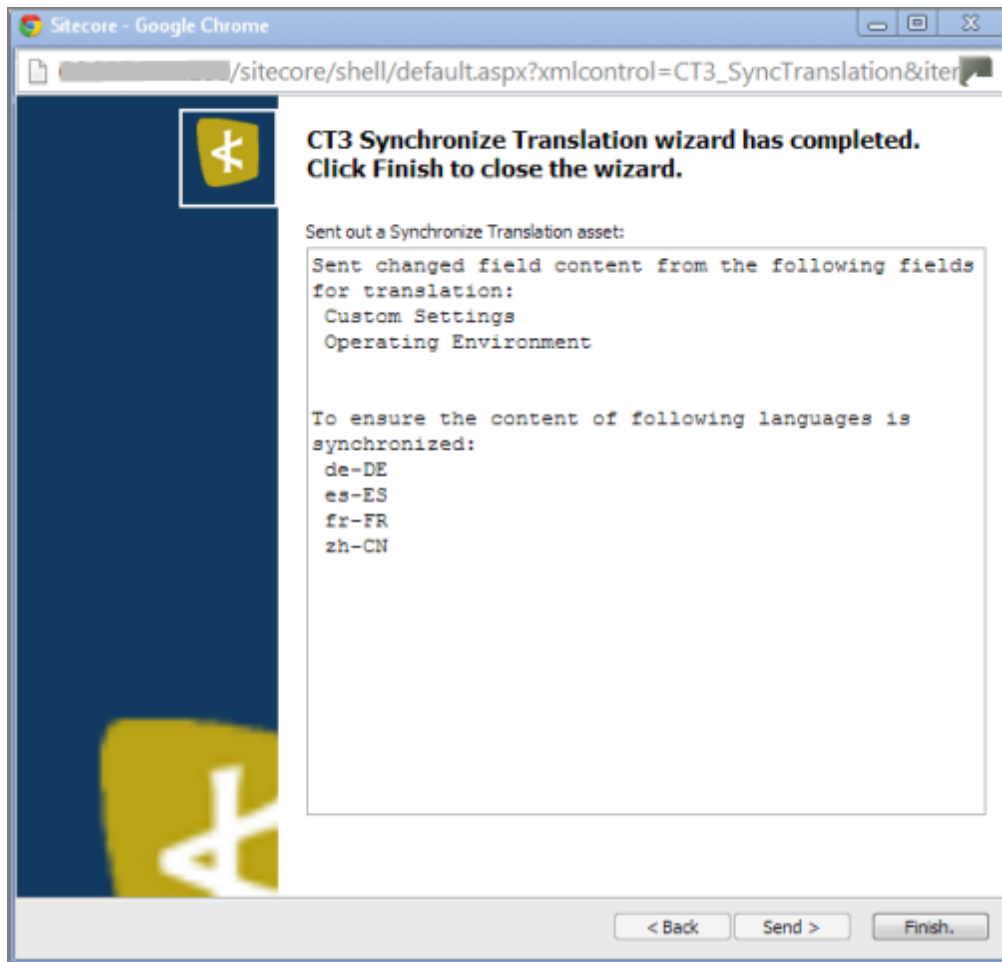 Sitecore - Google Chrome
/sitecore/shell/default.aspx?xmlcontrol=CT3_SyncTranslation&iter
CT3 Synchronize Translation wizard has completed.
Click Finish to close the wizard.
Sent out a Synchronize Translation asset:
Sent changed field content from the following fields
for translation:
Custom Settings
Operating Environment
To ensure the content of following languages is
synchronized:
de-DE
es-ES
fr-FR
zh-CN
< Back
Send >
Finish.